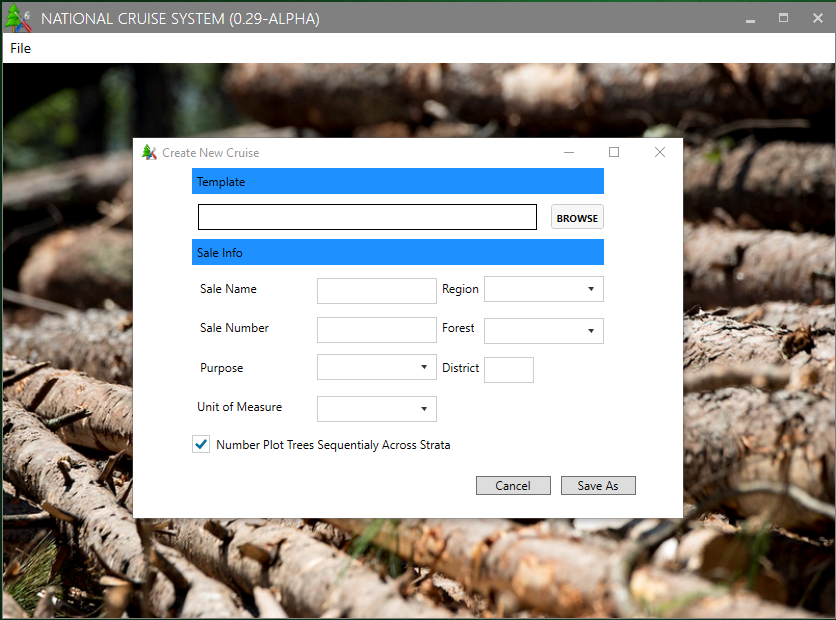 NATIONAL CRUISE SYSTEM (0.29-ALPHA)
File
Create New Cruise
Template
BROWSE
Sale Info
Sale Name
Region
Sale Number
Forest
Purpose
District
Unit of Measure
Number Plot Trees Sequentialy Across Strata
Cancel
Save As